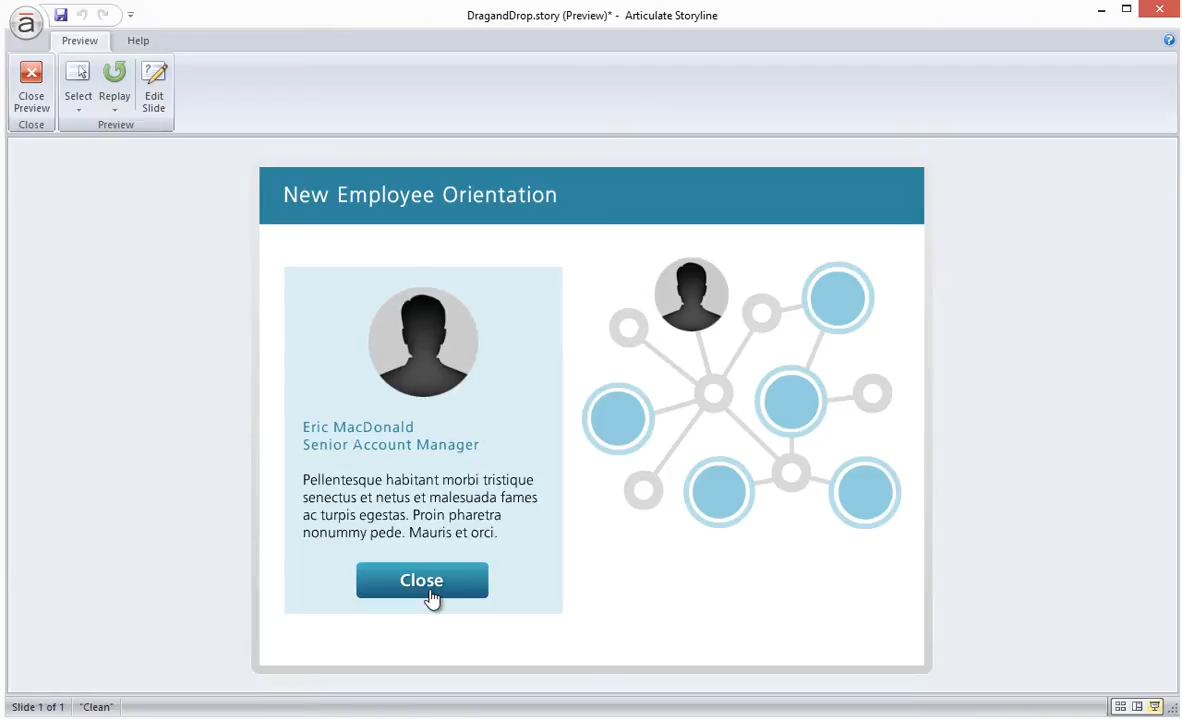 DragandDrop.story (Preview)* - Articulate Storyline
Preview
Help
Close Preview
Select
Replay
Edit Slide
Close
Preview
New Employee Orientation
Eric MacDonald
Senior Account Manager
Pellentesque habitant morbi tristique
senectus et netus et malesuada fames
ac turpis egestas. Proin pharetra
nonummy pede. Mauris et orci.
Close
Slide 1 of 1
"Clean"